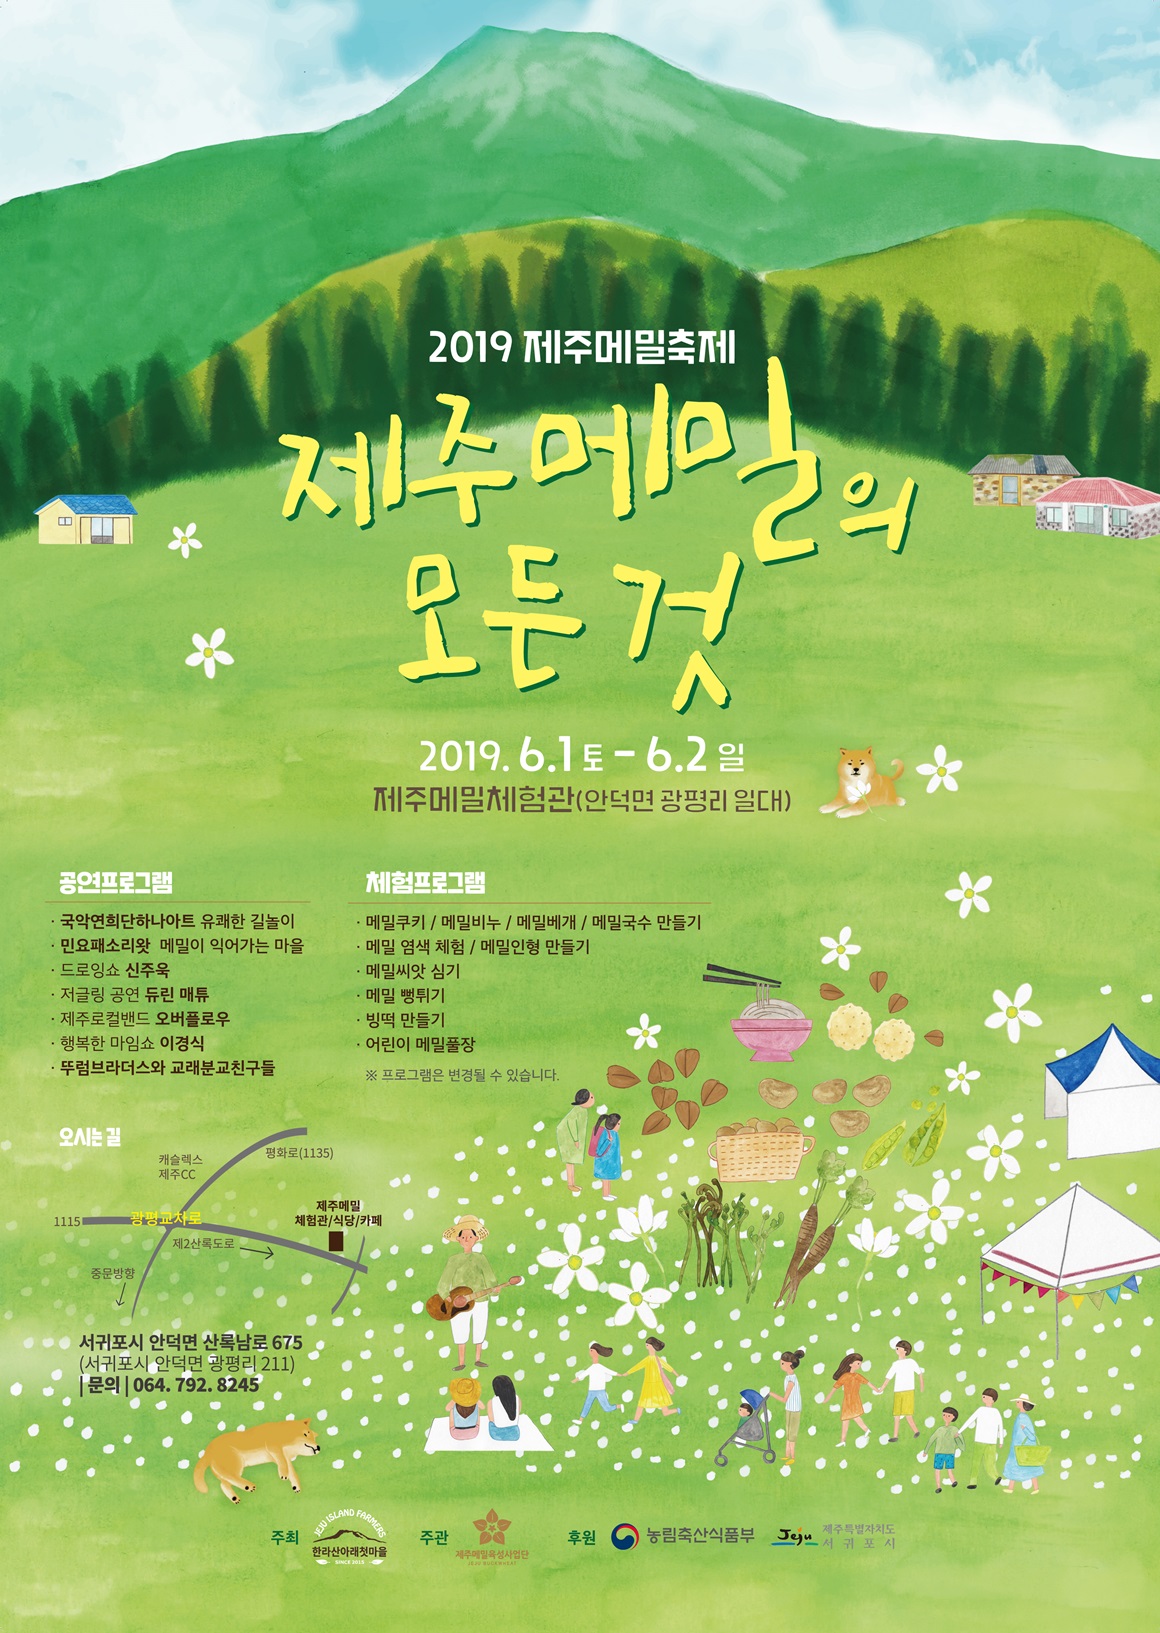 2019 제주메밀축제
제주메밀의
모든 것
2019. 6.1 토 - 6.2 일
제주메밀체험관(안덕면 광평리 일대)
공연프로그램
· 국악연희단하나아트 유쾌한 길놀이
· 민요패소리왓 메밀이 익어가는 마을
· 드로잉쇼 신주욱
· 저글링 공연 듀린 매튜
· 제주로컬밴드 오버플로우
· 행복한 마임쇼 이경식
· 뚜럼브라더스와 교래분교친구들
체험프로그램
· 메밀쿠키 / 메밀비누 / 메밀베개 / 메밀국수 만들기
· 메밀 염색 체험 / 메밀인형 만들기
· 메밀씨앗 심기
· 메밀 뻥튀기
· 빙떡 만들기
· 어린이 메밀풀장
※ 프로그램은 변경될 수 있습니다.
오시는 길
캐슬렉스
제주CC
평화로(1135)
1115
광평교차로
제2산록도로
제주메밀
체험관/식당/카페
중문방향
서귀포시 안덕면 산록남로 675
(서귀포시 안덕면 광평리 211)
| 문의 | 064. 792. 8245
주최
JEJU ISLAND FARMERS
한라산아래첫마을
SINCE 2015
주관
제주메밀육성사업단
JEJU BUCKWHEAT
후원
농림축산식품부
Jeju
제주특별자치도
서귀포시